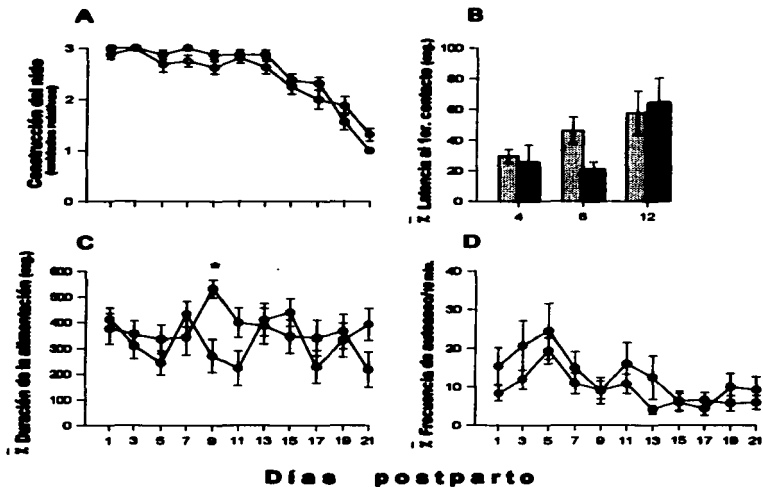 A
B
Construcción del nido
(unidades relativas)
3
2
1
0
x̄ Latencia al 1er. contacto (seg.)
100
80
60
40
20
0
4
6
12
C
D
x̄ Duración de la alimentación (seg.)
600
500
400
300
200
100
000
*
1 3 5 7 9 11 13 15 17 19 21
x̄ Frecuencia de autoaseo/10 min.
40
30
20
10
0
1 3 5 7 9 11 13 15 17 19 21
Días postparto